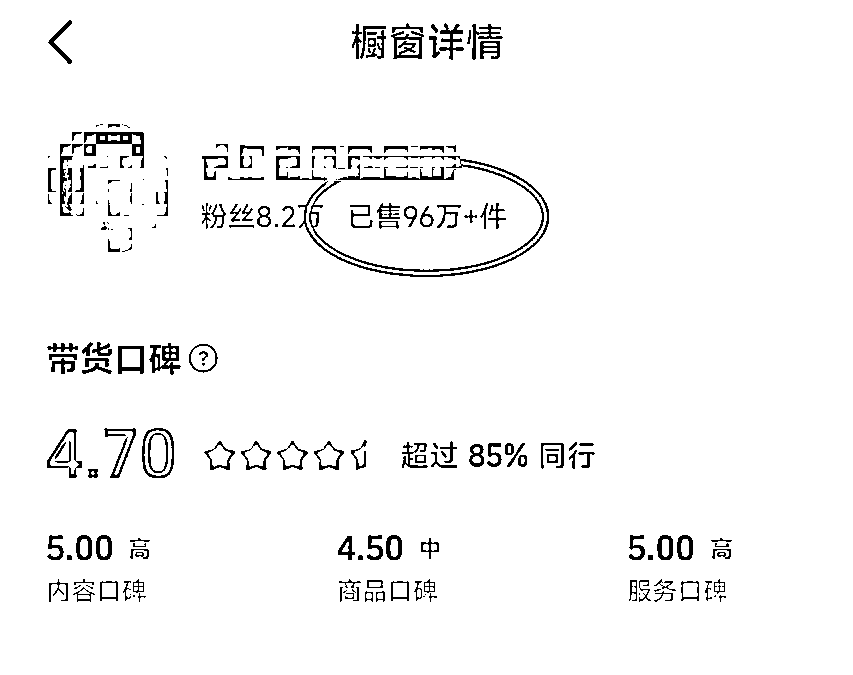 橱窗详情
粉丝8.2万 已售96万+件
带货口碑 ?
4.70 超过 85% 同行
5.00 高 4.50 中 5.00 高
内容口碑 商品口碑 服务口碑